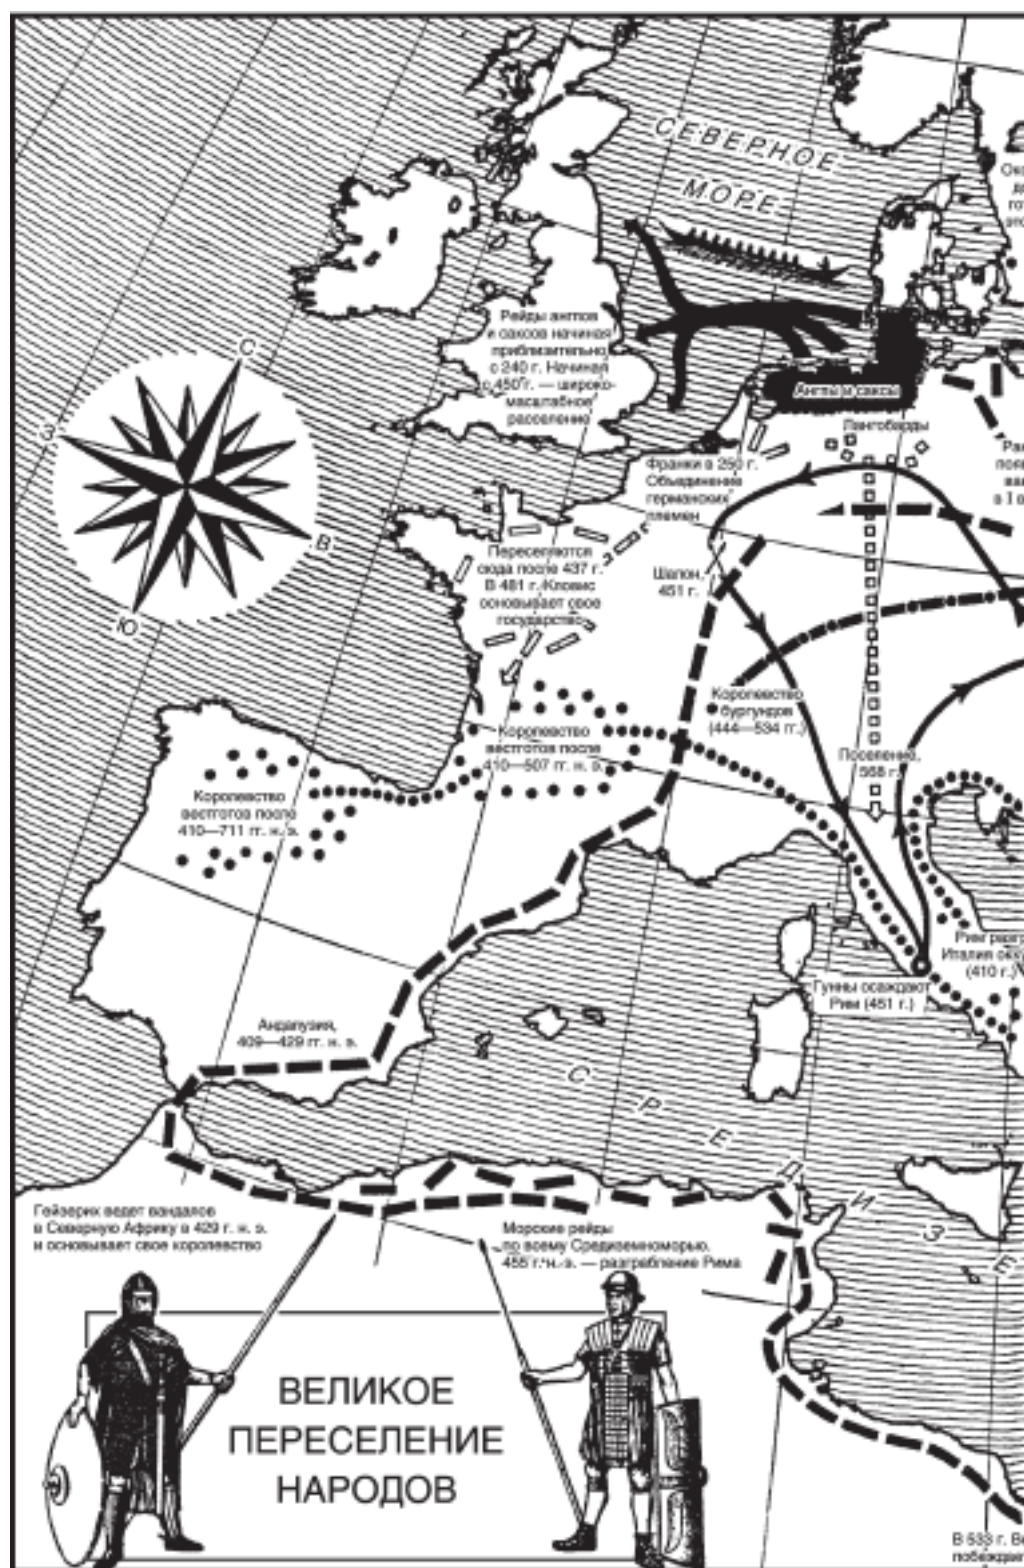 СЕВЕРНОЕ
МОРЕ
Рейды англов
и саксов начиная
приблизительно
с 240 г. Начиная
с 450 г. — широко-
масштабное
расселение
Англы и саксы
Лангобарды
Франки в 250 г.
Объединение
германских
племен
С
З
В
Ю
Переселяются
сюда после 437 г.
В 481 г. Кловис
основывает свое
государство
Шалон,
451 г.
Королевство
бургундов
(444—534 гг.)
Королевство
вестготов после
410—507 гг. н. э.
Поселение,
568 г.
Королевство
вестготов после
410—711 гг. н. э.
Рим
Италия
(410 г.)
Гунны осаждают
Рим (451 г.)
Андалузия,
409—429 гг. н. э.
С Р Е Д И З Е
Гейзерих ведет вандалов
в Северную Африку в 429 г. н. э.
и основывает свое королевство
Морские рейды
по всему Средиземноморью.
455 г. н. э. — разграбление Рима
ВЕЛИКОЕ
ПЕРЕСЕЛЕНИЕ
НАРОДОВ
В 533 г.